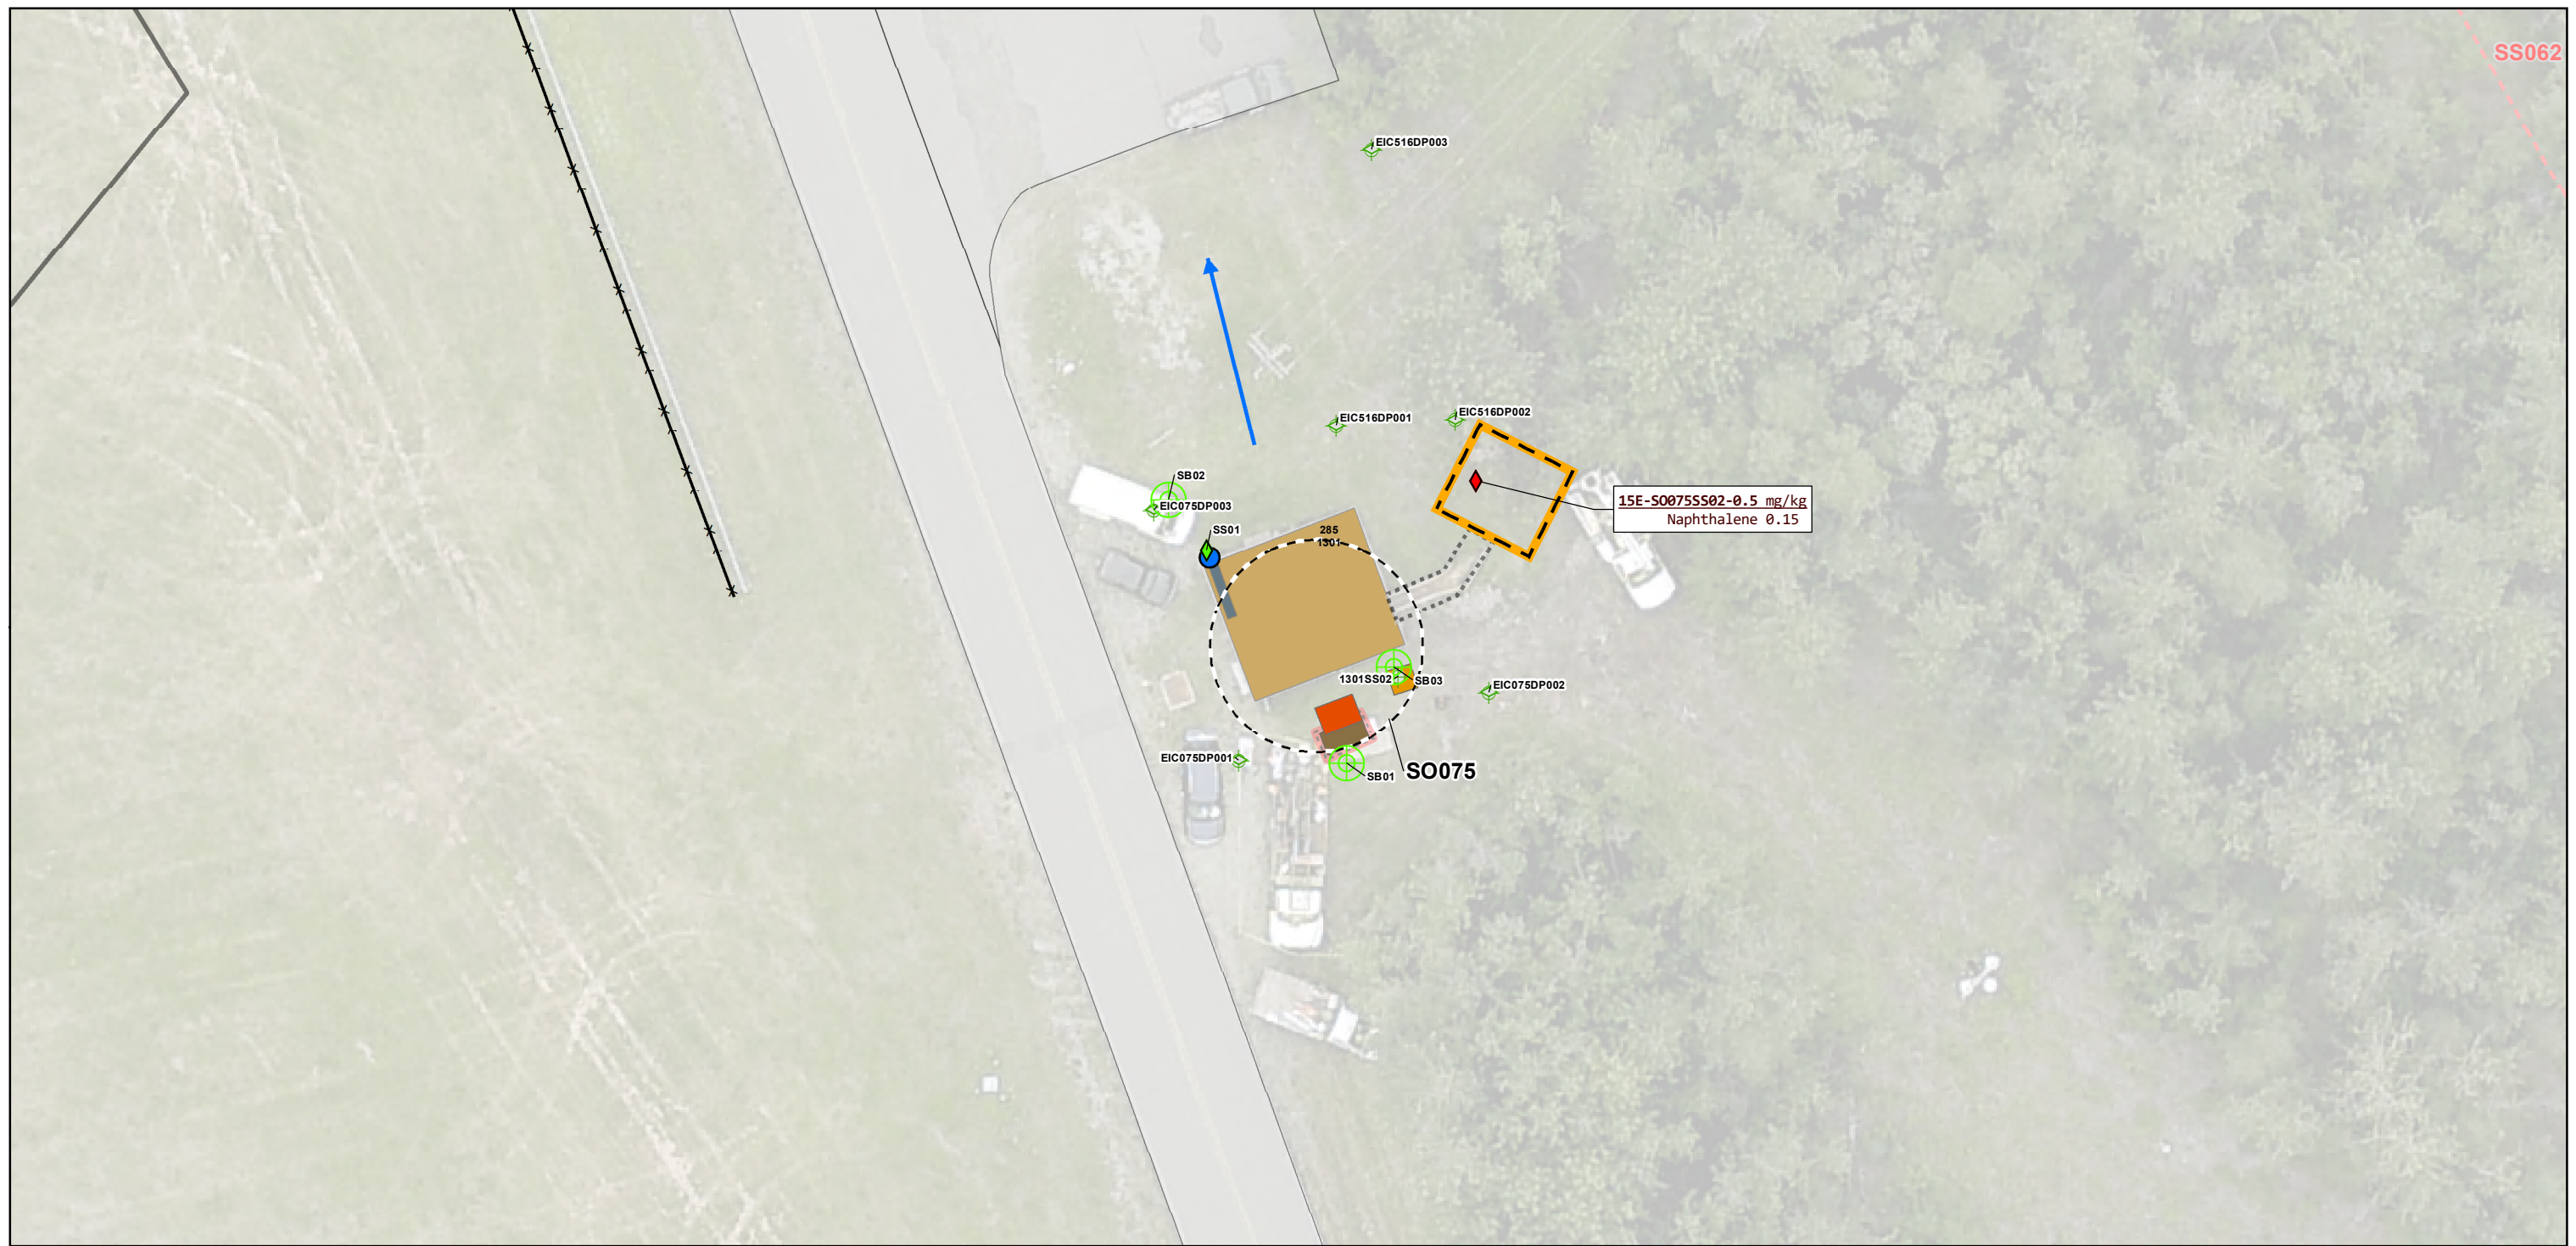 SS062
EIC516DP003
EIC516DP001
EIC516DP002
SB02
EIC075DP003
15E-SO075SS02-0.5 mg/kg
Naphthalene 0.15
SS01
285
1301
1301SS02
SB03
EIC075DP002
EIC075DP001
SB01
SO075